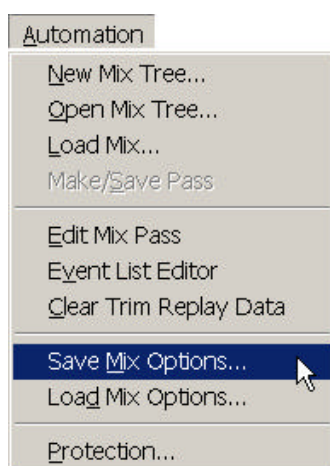 Automation
New Mix Tree...
Open Mix Tree...
Load Mix...
Make/Save Pass
Edit Mix Pass
Event List Editor
Clear Trim Replay Data
Save Mix Options...
Load Mix Options...
Protection...